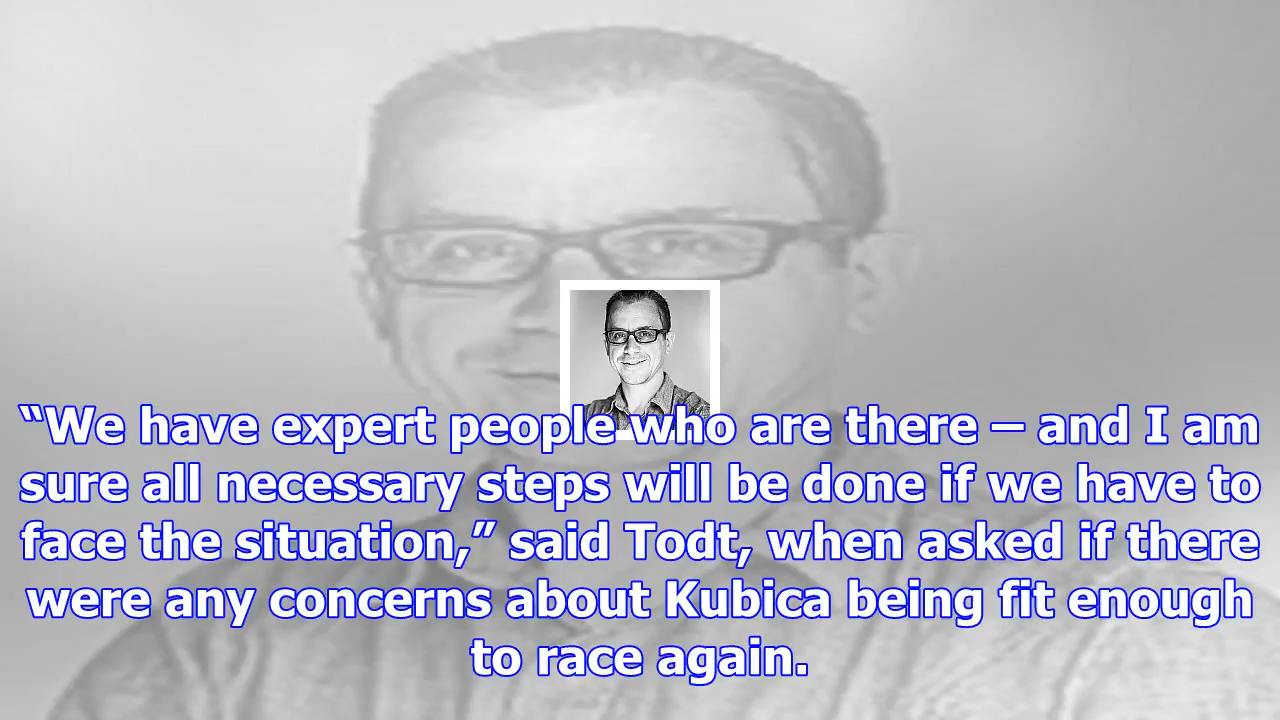 “We have expert people who are there – and I am
sure all necessary steps will be done if we have to
face the situation,” said Todt, when asked if there
were any concerns about Kubica being fit enough
to race again.